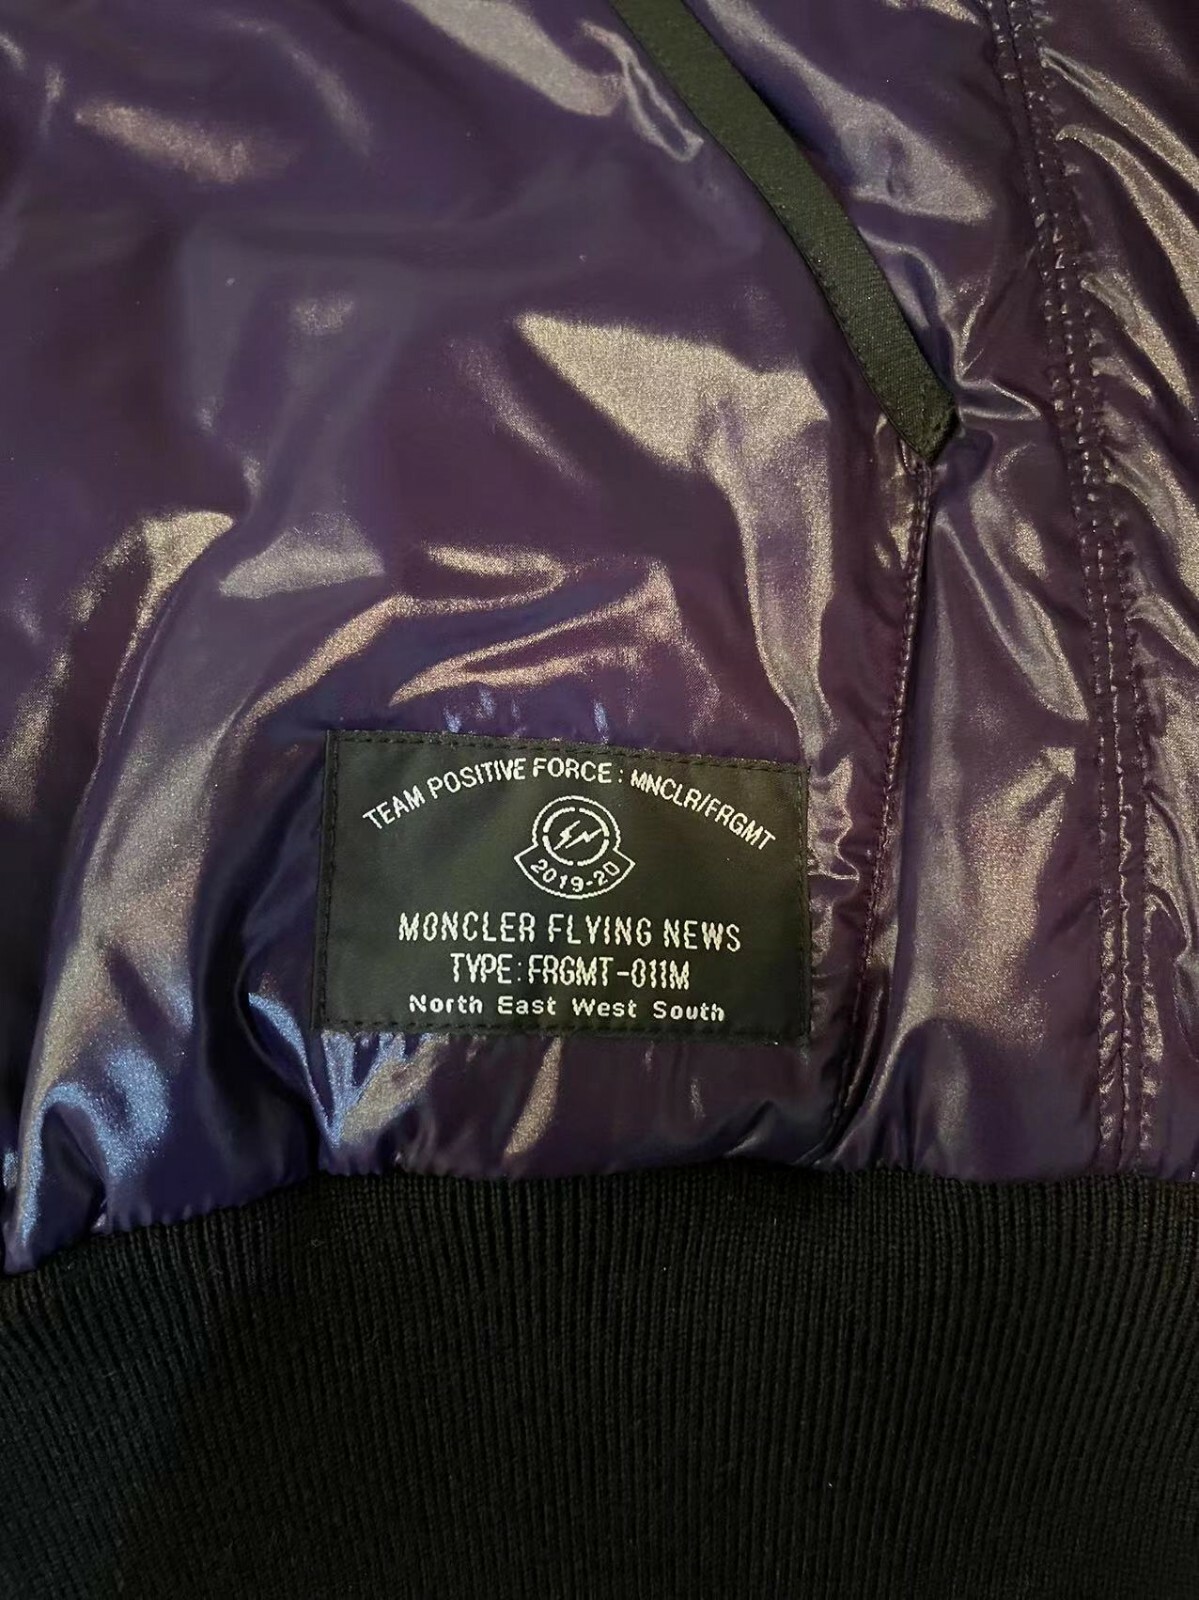 TEAM POSITIVE FORCE : MNCLR/FRGMT
2019-20
MONCLER FLYING NEWS
TYPE: FRGMT-011M
North East West South